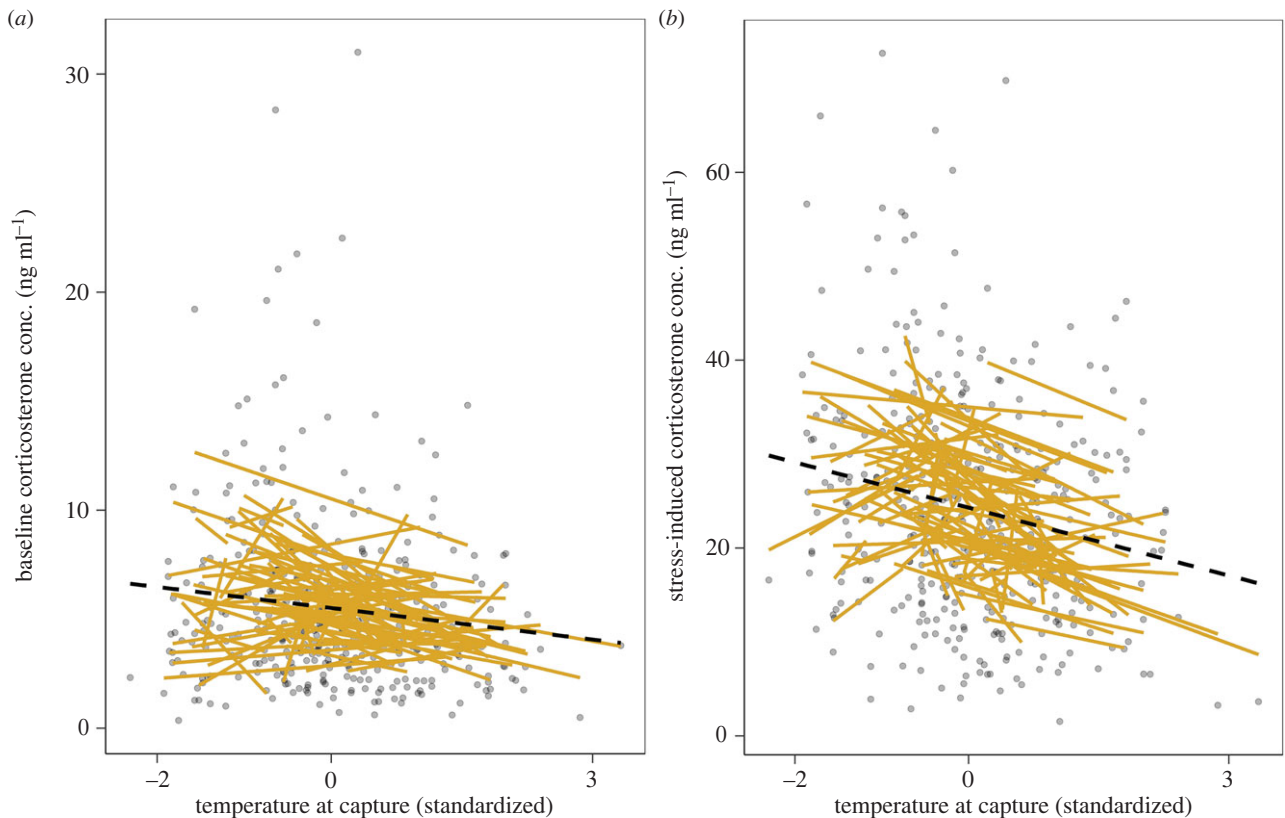 (a)
baseline corticosterone conc. (ng ml⁻¹)
30
20
10
0
–2
0
3
temperature at capture (standardized)
(b)
stress-induced corticosterone conc. (ng ml⁻¹)
60
40
20
0
–2
0
3
temperature at capture (standardized)